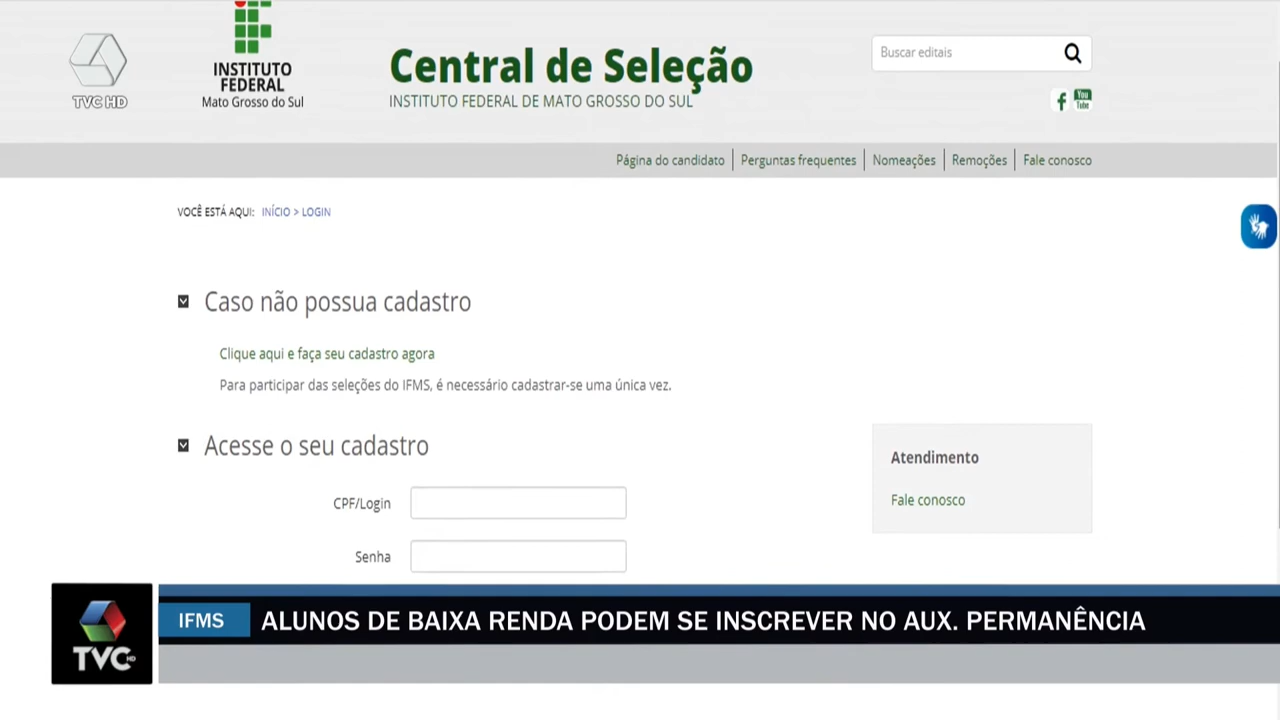 TVC HD
INSTITUTO
FEDERAL
Mato Grosso do Sul
Central de Seleção
INSTITUTO FEDERAL DE MATO GROSSO DO SUL
Buscar editais
You
Tube
Página do candidato
Perguntas frequentes
Nomeações
Remoções
Fale conosco
VOCÊ ESTÁ AQUI: INÍCIO > LOGIN
Caso não possua cadastro
Clique aqui e faça seu cadastro agora
Para participar das seleções do IFMS, é necessário cadastrar-se uma única vez.
Acesse o seu cadastro
CPF/Login
Senha
Atendimento
Fale conosco
IFMS
ALUNOS DE BAIXA RENDA PODEM SE INSCREVER NO AUX. PERMANÊNCIA
TVC HD